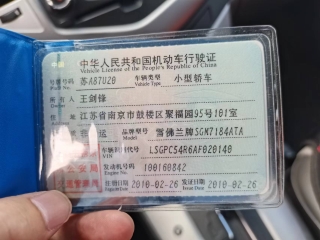 中华人民共和国机动车行驶证
Vehicle License of the People's Republic of China
号牌号码 苏A87U20 车辆类型 小型轿车
Plate No. Vehicle Type
所有人 王剑锋
住址 江苏省南京市鼓楼区聚福园95号101室
品牌型号 雪佛兰牌SGM7184ATA
Model
车辆识别代号 LSGPC54R6AF020140
VIN
发动机号码 100160842
Engine No.
注册日期 2010-02-26 发证日期 2010-02-26
Issue Date